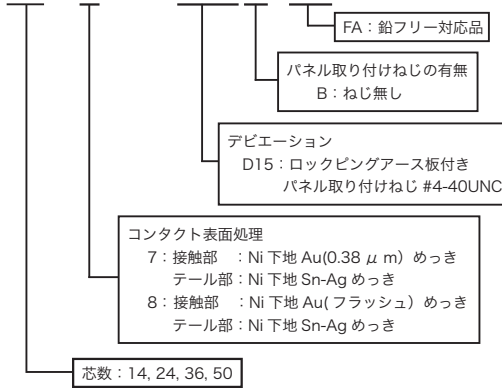 FA：鉛フリー対応品
パネル取り付けねじの有無
B：ねじ無し
デビエーション
D15：ロックピングアース板付き
パネル取り付けねじ #4-40UNC
コンタクト表面処理
7：接触部　：Ni 下地 Au(0.38 μ m）めっき
テール部：Ni 下地 Sn-Ag めっき
8：接触部　：Ni 下地 Au( フラッシュ）めっき
テール部：Ni 下地 Sn-Ag めっき
芯数：14, 24, 36, 50